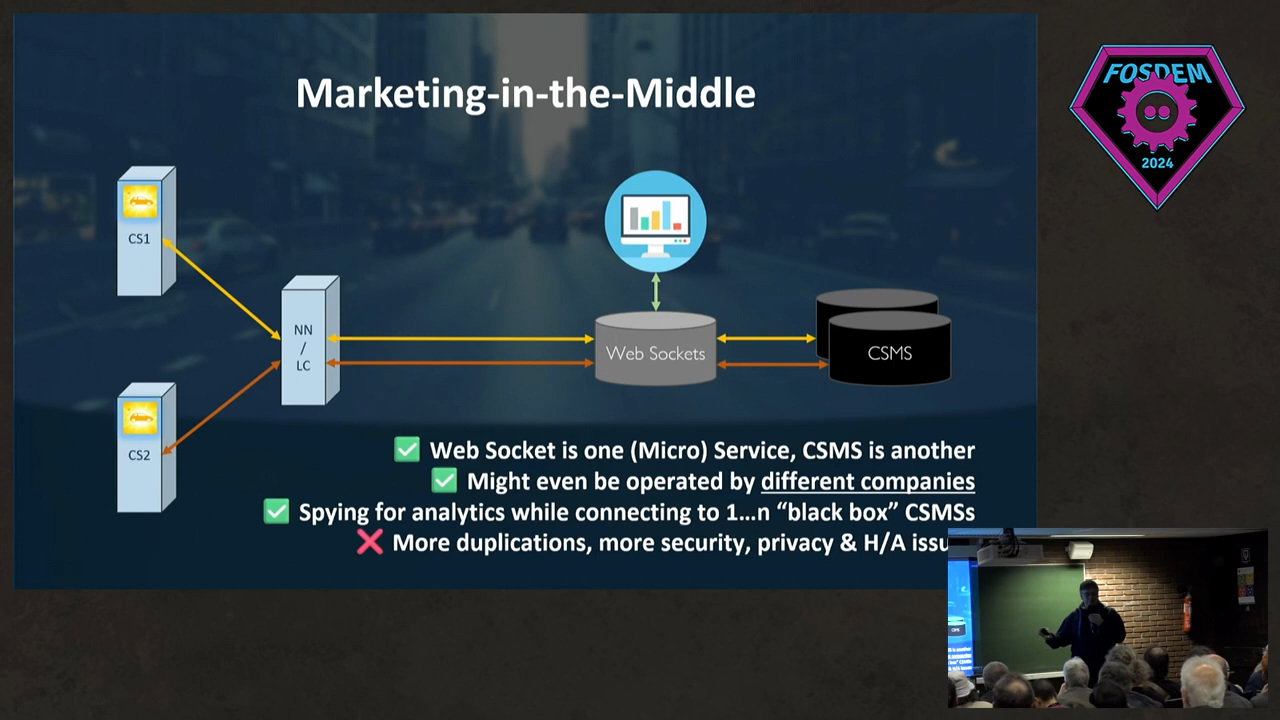 Marketing-in-the-Middle
FOSDEM
2024
CS1
NN
/
LC
Web Sockets
CSMS
CS2
✅ Web Socket is one (Micro) Service, CSMS is another
✅ Might even be operated by different companies
✅ Spying for analytics while connecting to 1...n “black box” CSMSs
❌ More duplications, more security, privacy & H/A issu